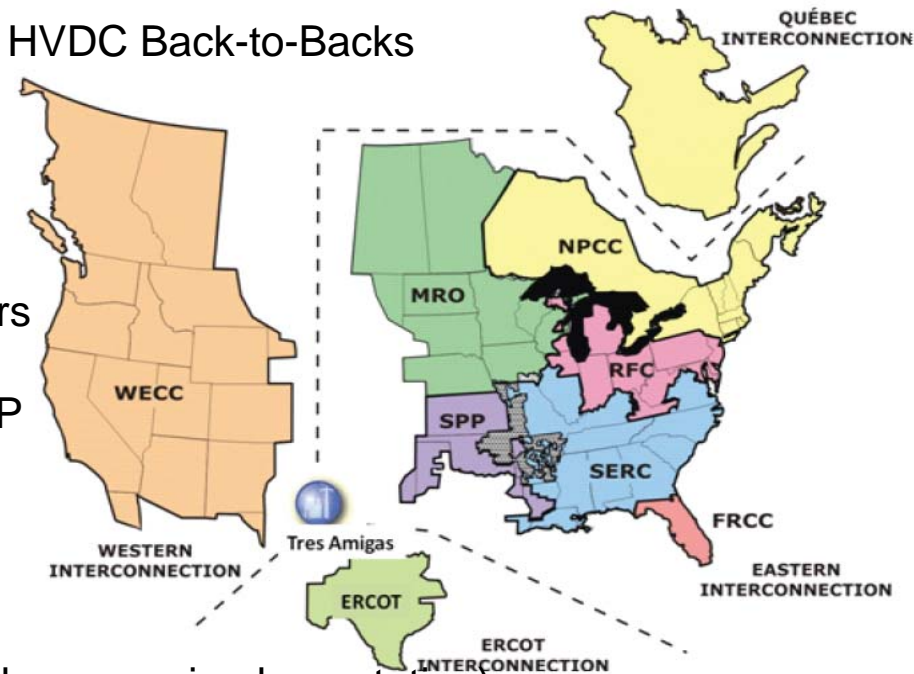 HVDC Back-to-Backs
QUÉBEC
INTERCONNECTION
NPCC
MRO
rs
RFC
WECC
P
SPP
SERC
FRCC
Tres Amigas
WESTERN
INTERCONNECTION
EASTERN
INTERCONNECTION
ERCOT
ERCOT
INTERCONNECTION